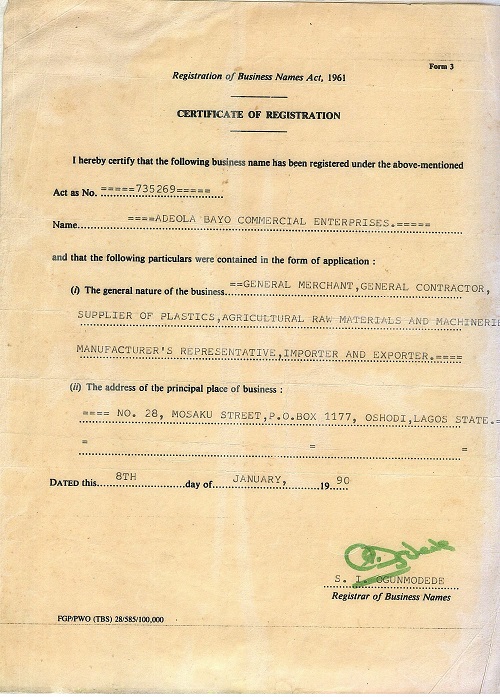 Form 3
Registration of Business Names Act, 1961
CERTIFICATE OF REGISTRATION
I hereby certify that the following business name has been registered under the above-mentioned
Act as No. =====735269=====
Name ====ADEOLA BAYO COMMERCIAL ENTERPRISES.=====
and that the following particulars were contained in the form of application :
(i) The general nature of the business ==GENERAL MERCHANT,GENERAL CONTRACTOR,
SUPPLIER OF PLASTICS,AGRICULTURAL RAW MATERIALS AND MACHINERIE
MANUFACTURER'S REPRESENTATIVE,IMPORTER AND EXPORTER.====
(ii) The address of the principal place of business :
==== NO. 28, MOSAKU STREET,P.O.BOX 1177, OSHODI,LAGOS STATE.=
= = =
DATED this 8TH day of JANUARY, 19 90
S. I. OGUNMODEDE
Registrar of Business Names
FGP/PWO (TBS) 28/585/100,000